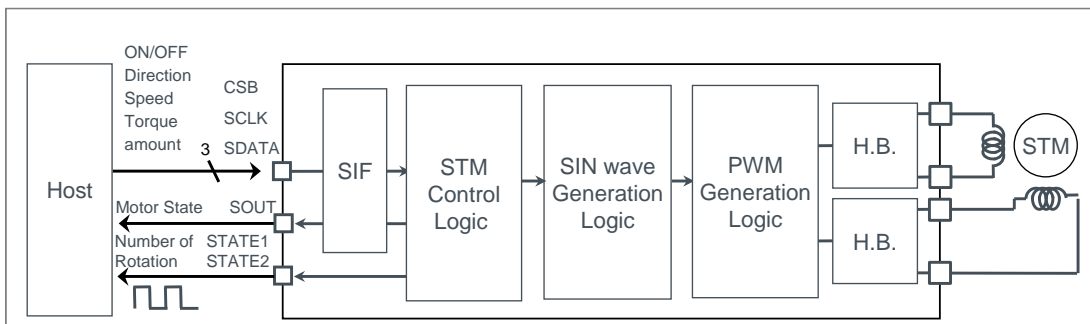 ON/OFF
Direction
Speed
Torque
amount
CSB
SCLK
SDATA
3
Host
SIF
STM
Control
Logic
SIN wave
Generation
Logic
PWM
Generation
Logic
H.B.
H.B.
STM
Motor State
SOUT
Number of
Rotation
STATE1
STATE2